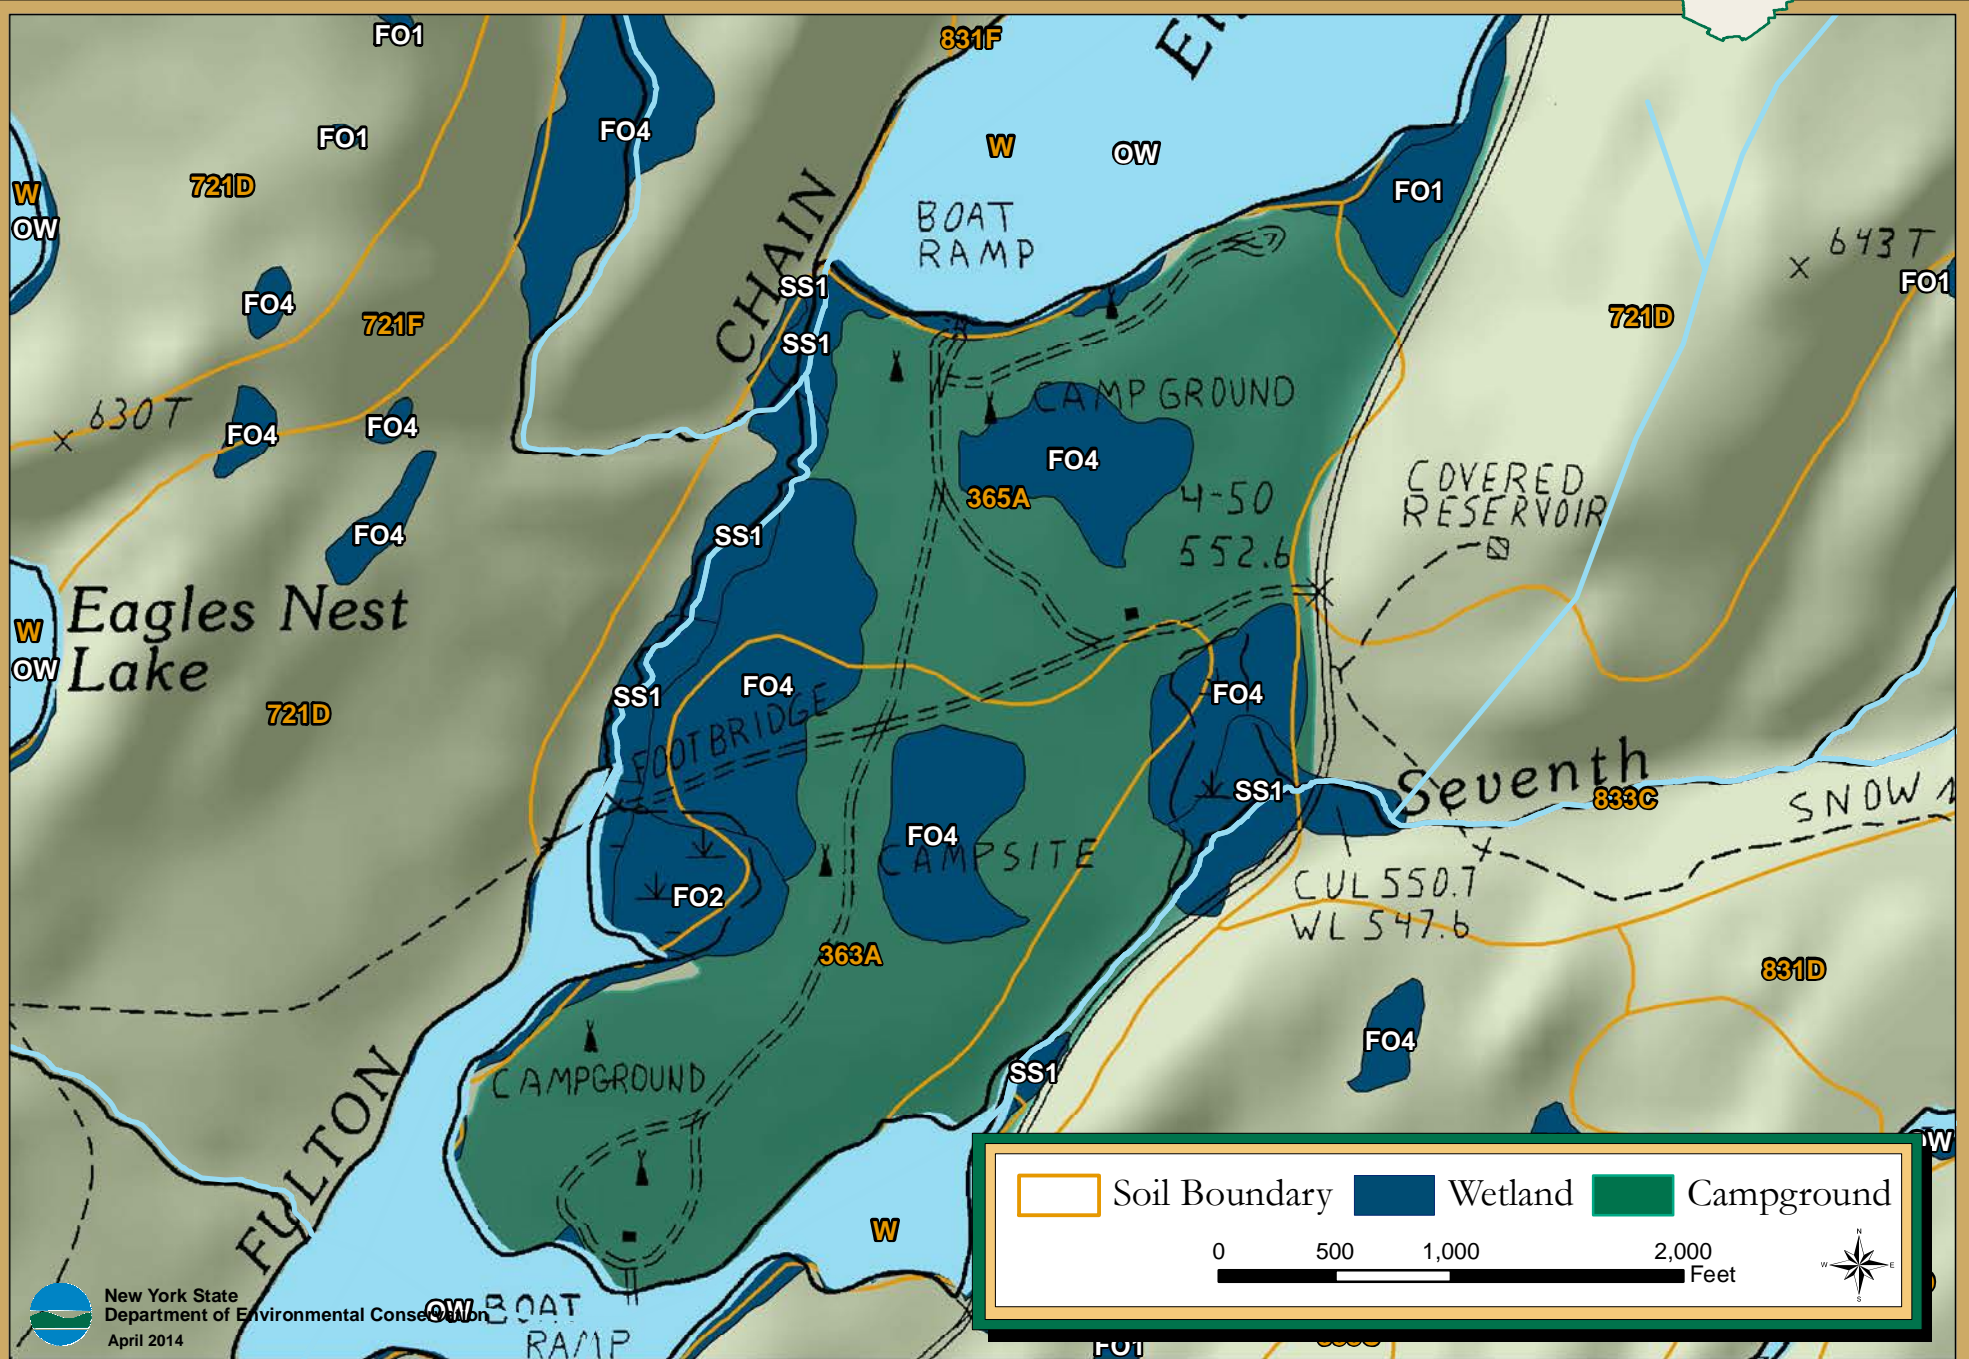 FO1
831F
FO1
FO4
721D
W
OW
W
OW
CHAIN
BOAT
RAMP
FO1
643T
FO1
SS1
FO4
721F
SS1
721D
630T
FO4
FO4
CAMPGROUND
FO4
365A
4-50
552.6
COVERED
RESERVOIR
FO4
SS1
Eagles Nest
Lake
W
OW
721D
SS1
FO4
FOOTBRIDGE
FO4
SS1
Seventh
833C
SNOW
FO4
CAMPSITE
FO2
CUL 550.7
WL 547.6
363A
831D
FO4
SS1
CAMPGROUND
FULTON
OW
W
Soil Boundary
Wetland
Campground
0 500 1,000 2,000
Feet
N
W E
S
New York State
Department of Environmental Conservation
April 2014
OW
BOAT
RAMP
FO1